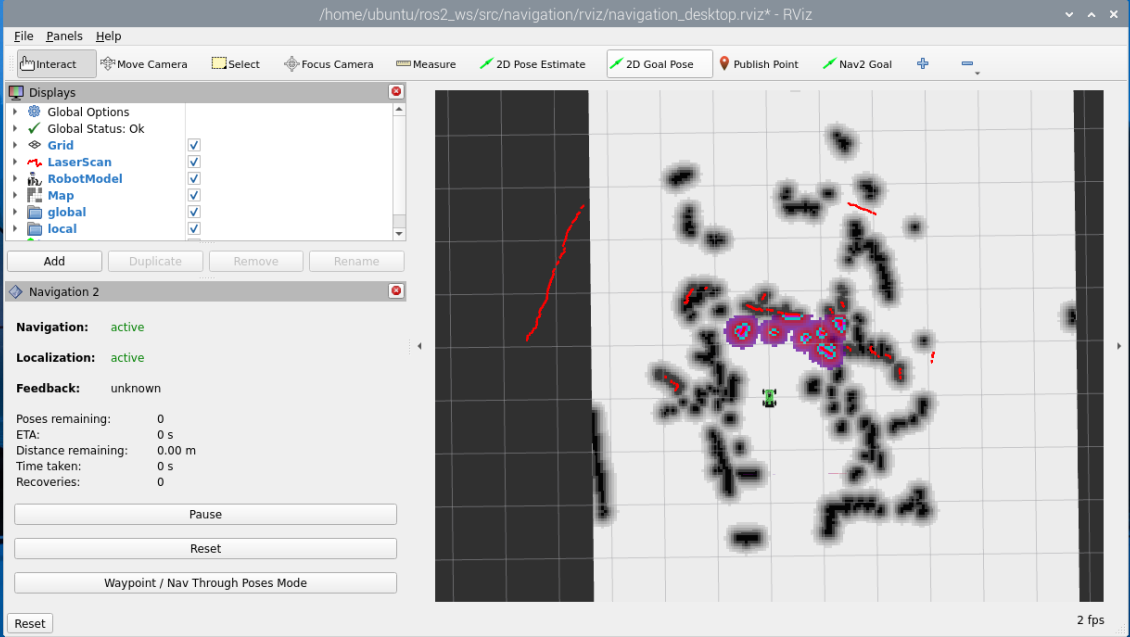 /home/ubuntu/ros2_ws/src/navigation/rviz/navigation_desktop.rviz* - RViz
File Panels Help
Interact Move Camera Select Focus Camera Measure 2D Pose Estimate 2D Goal Pose Publish Point Nav2 Goal
Displays
Global Options
Global Status: Ok
Grid
LaserScan
RobotModel
Map
global
local
Add Duplicate Remove Rename
Navigation 2
Navigation: active
Localization: active
Feedback: unknown
Poses remaining: 0
ETA: 0 s
Distance remaining: 0.00 m
Time taken: 0 s
Recoveries: 0
Pause
Reset
Waypoint / Nav Through Poses Mode
Reset
2 fps